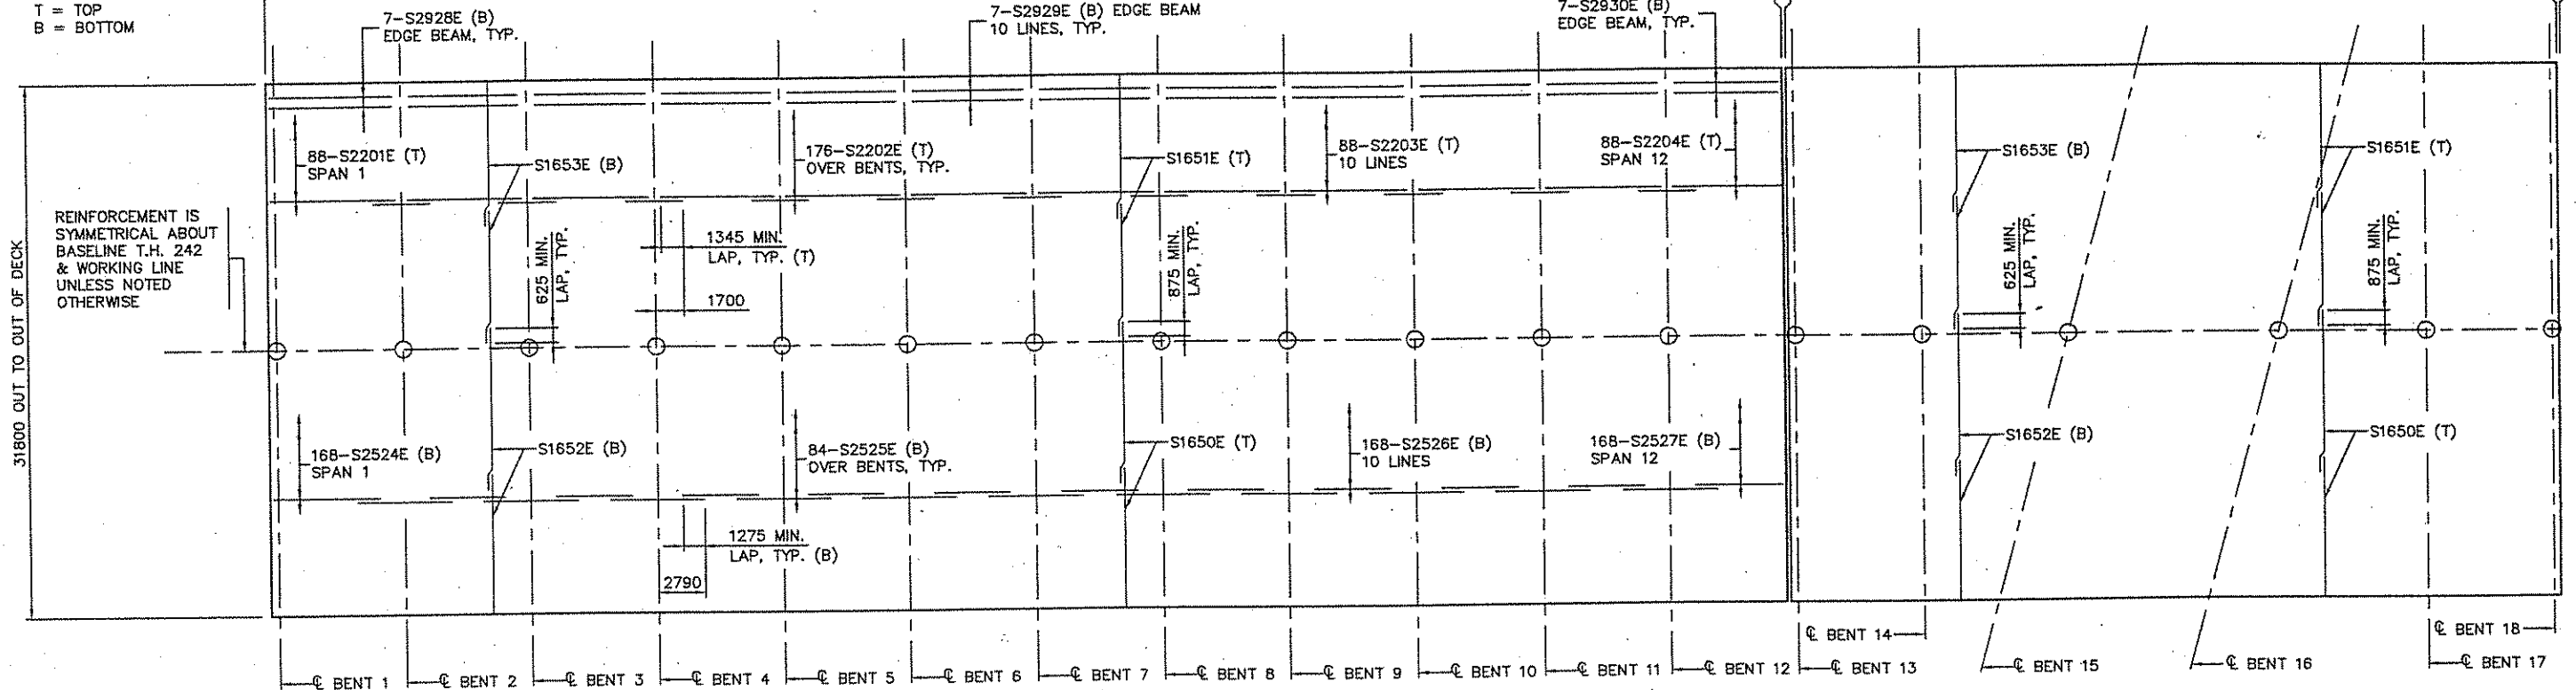 T = TOP
B = BOTTOM
7-S2928E (B)
EDGE BEAM, TYP.
7-S2929E (B) EDGE BEAM
10 LINES, TYP.
7-S2930E (B)
EDGE BEAM, TYP.
88-S2201E (T)
SPAN 1
S1653E (B)
176-S2202E (T)
OVER BENTS, TYP.
S1651E (T)
88-S2203E (T)
10 LINES
88-S2204E (T)
SPAN 12
S1653E (B)
S1651E (T)
REINFORCEMENT IS
SYMMETRICAL ABOUT
BASELINE T.H. 242
& WORKING LINE
UNLESS NOTED
OTHERWISE
31800 OUT TO OUT OF DECK
625 MIN.
LAP, TYP.
1345 MIN.
LAP, TYP. (T)
1700
875 MIN.
LAP, TYP.
625 MIN.
LAP, TYP.
875 MIN.
LAP, TYP.
168-S2524E (B)
SPAN 1
S1652E (B)
84-S2525E (B)
OVER BENTS, TYP.
S1650E (T)
168-S2526E (B)
10 LINES
168-S2527E (B)
SPAN 12
S1652E (B)
S1650E (T)
1275 MIN.
LAP, TYP. (B)
2790
℄ BENT 14
℄ BENT 18
℄ BENT 1
℄ BENT 2
℄ BENT 3
℄ BENT 4
℄ BENT 5
℄ BENT 6
℄ BENT 7
℄ BENT 8
℄ BENT 9
℄ BENT 10
℄ BENT 11
℄ BENT 12
℄ BENT 13
℄ BENT 15
℄ BENT 16
℄ BENT 17